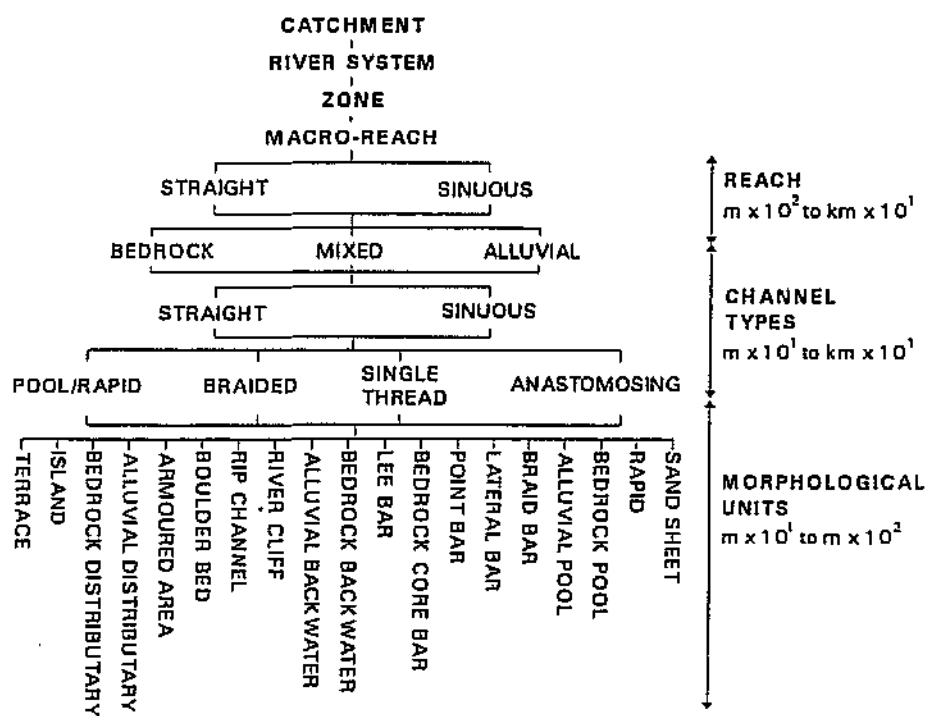 CATCHMENT
RIVER SYSTEM
ZONE
MACRO-REACH
STRAIGHT SINUOUS
BEDROCK MIXED ALLUVIAL
STRAIGHT SINUOUS
POOL/RAPID BRAIDED SINGLE THREAD ANASTOMOSING
TERRACE
ISLAND
BEDROCK DISTRIBUTARY
ALLUVIAL DISTRIBUTARY
ARMOURED AREA
BOULDER BED
RIP CHANNEL
RIVER CLIFF
ALLUVIAL BACKWATER
BEDROCK BACKWATER
LEE BAR
BEDROCK CORE BAR
POINT BAR
LATERAL BAR
BRAID BAR
ALLUVIAL POOL
BEDROCK POOL
RAPID
SAND SHEET
REACH
m x 10² to km x 10¹
CHANNEL
TYPES
m x 10¹ to km x 10¹
MORPHOLOGICAL
UNITS
m x 10¹ to m x 10²